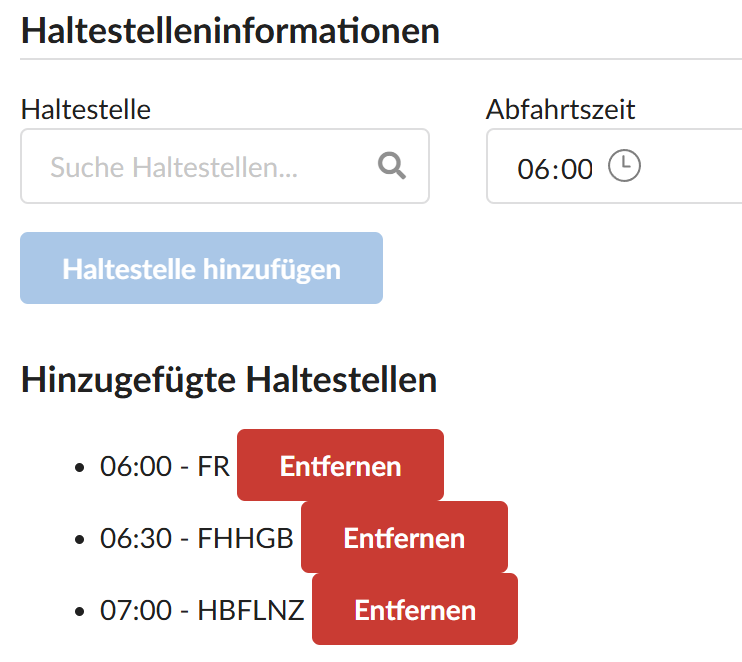 Haltestelleninformationen
Haltestelle Abfahrtszeit
Suche Haltestellen... 06:00
Haltestelle hinzufügen
Hinzugefügte Haltestellen
06:00 - FR Entfernen
06:30 - FHHGB Entfernen
07:00 - HBFLNZ Entfernen